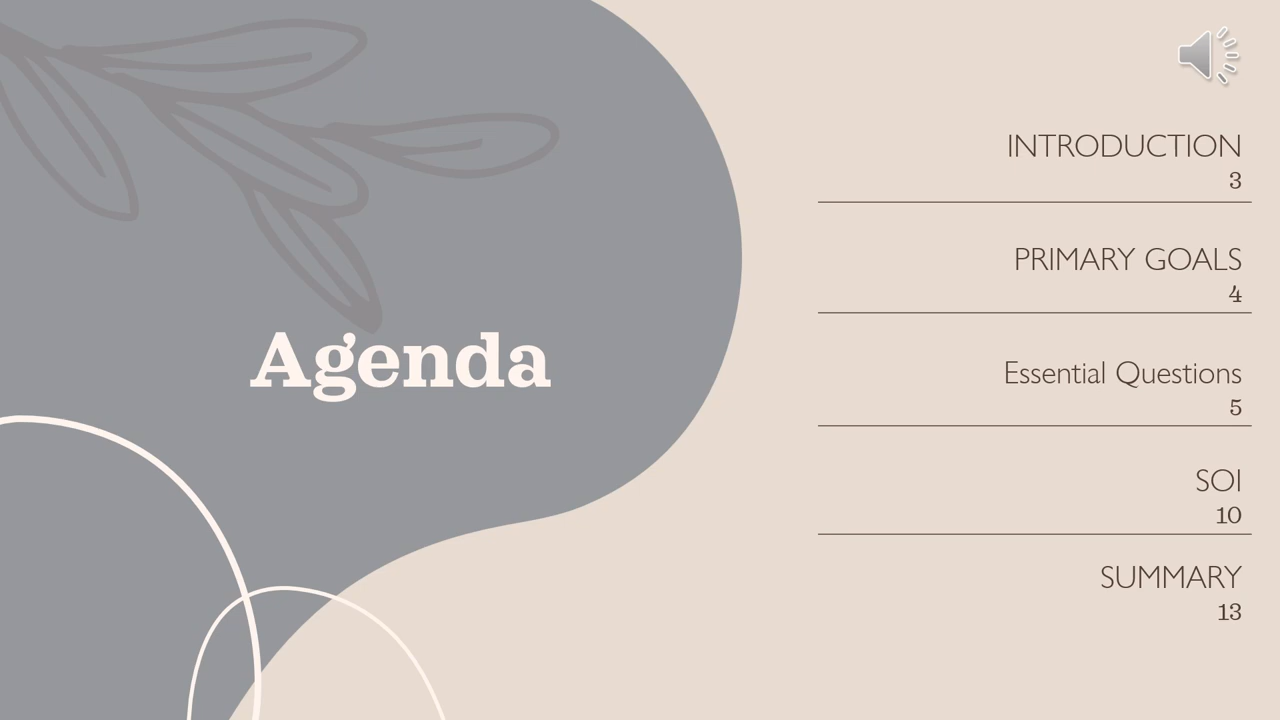 Agenda
INTRODUCTION
3
PRIMARY GOALS
4
Essential Questions
5
SOI
10
SUMMARY
13